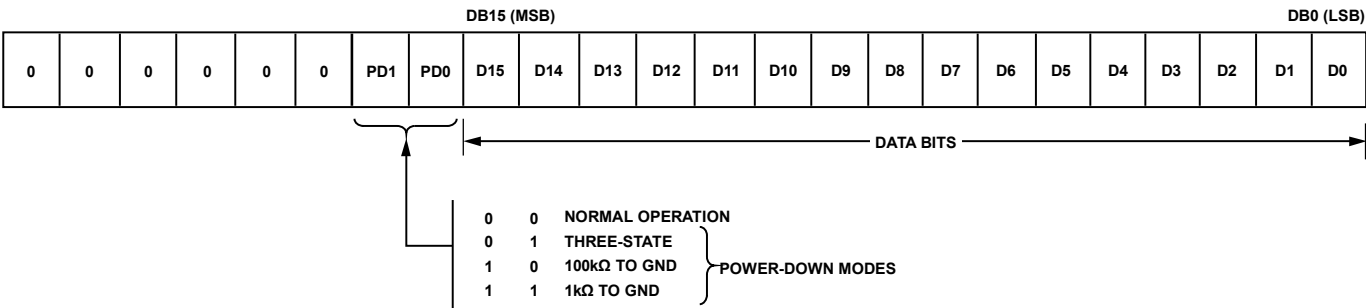 DB15 (MSB) DB0 (LSB)
0 0 0 0 0 0 PD1 PD0 D15 D14 D13 D12 D11 D10 D9 D8 D7 D6 D5 D4 D3 D2 D1 D0
DATA BITS
0 0 NORMAL OPERATION
0 1 THREE-STATE
1 0 100kΩ TO GND
POWER-DOWN MODES
1 1 1kΩ TO GND